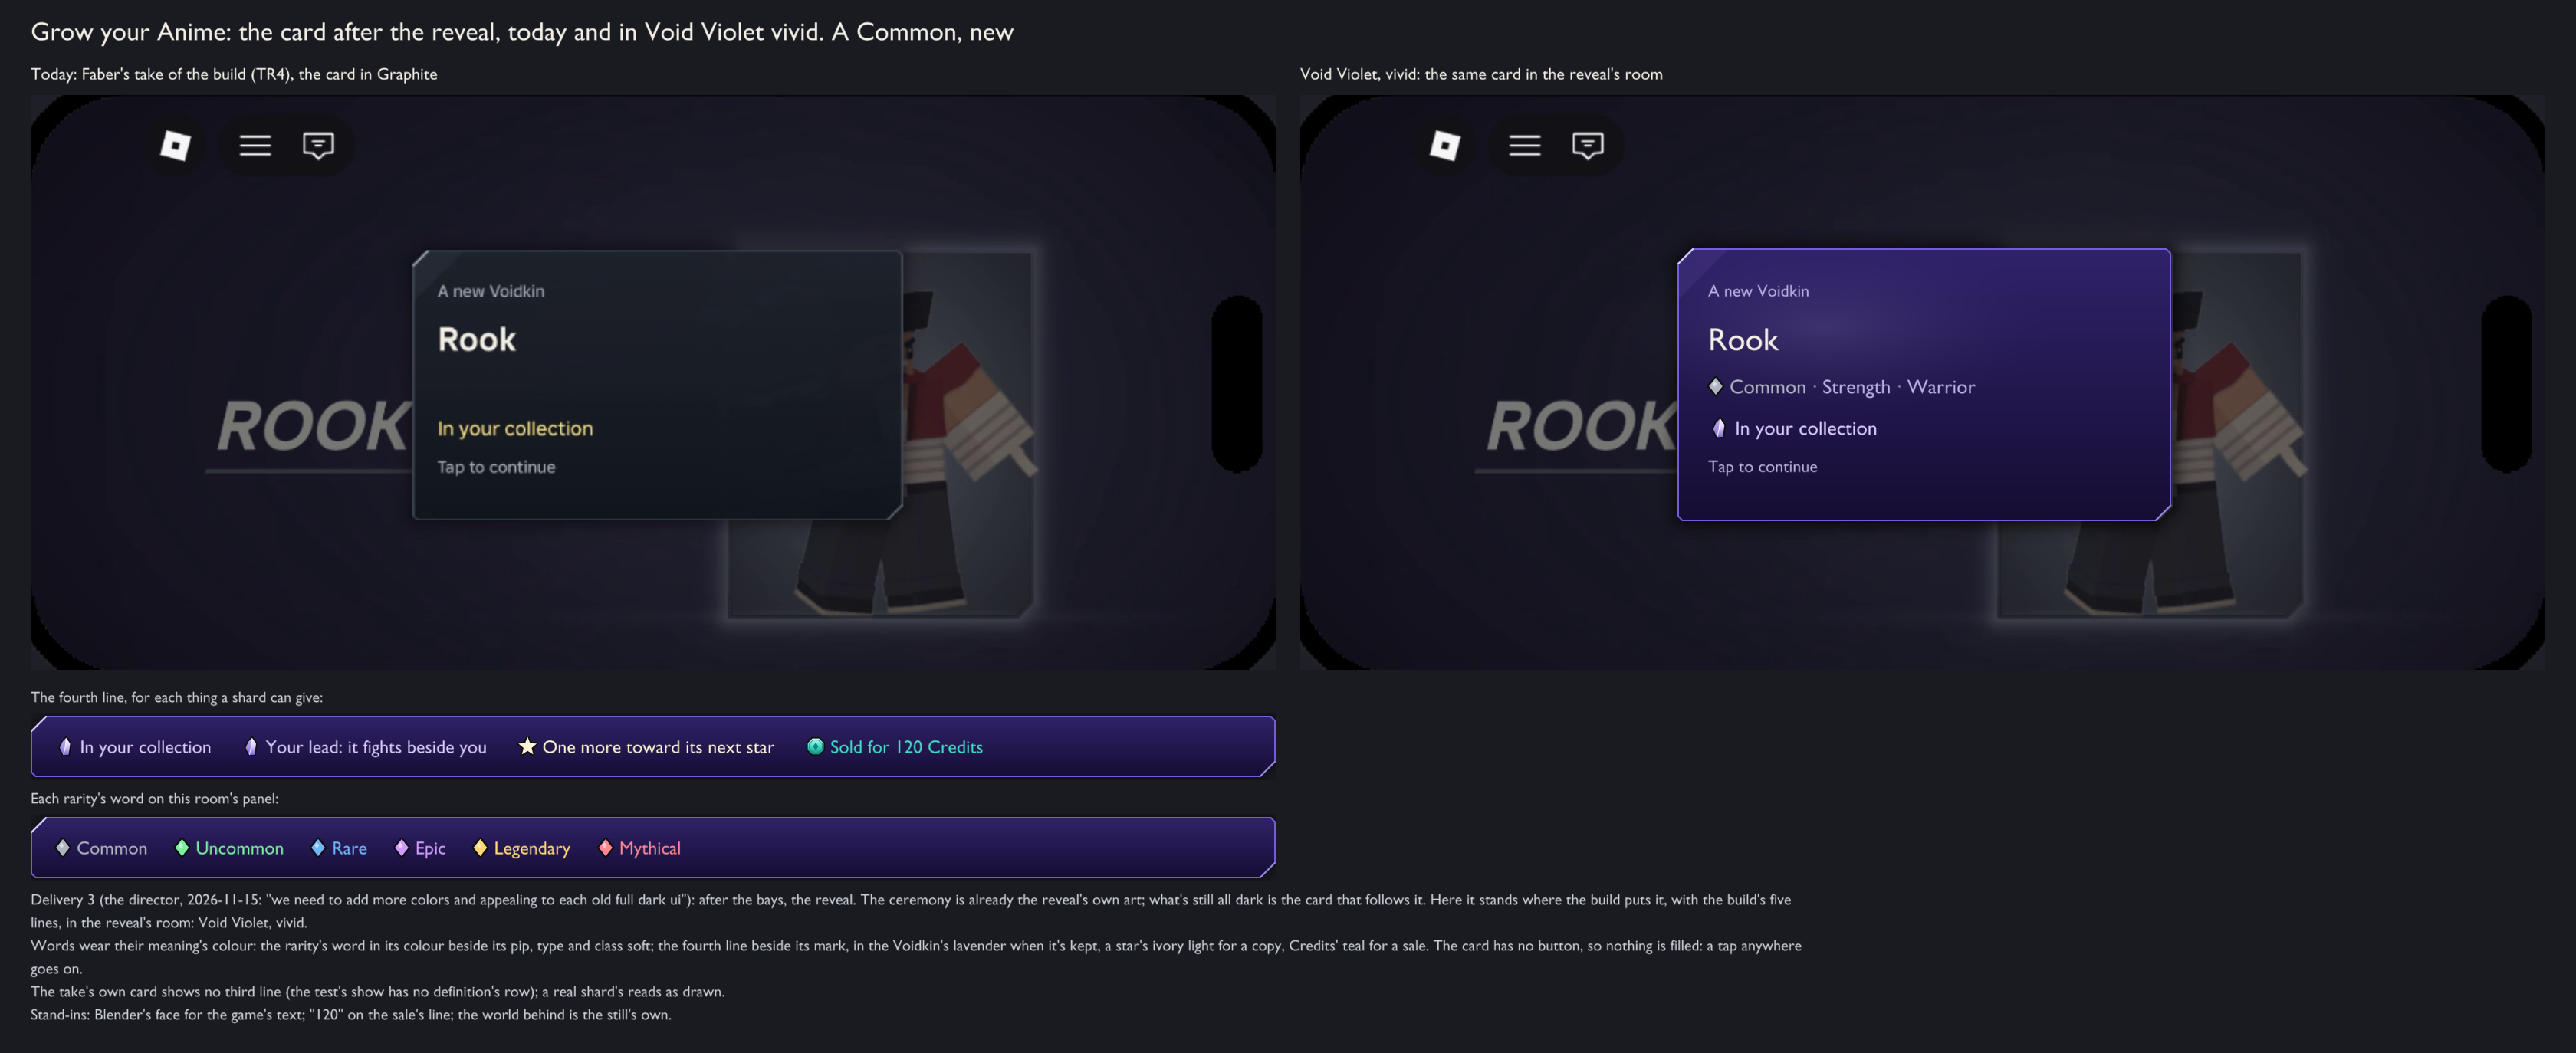 Grow your Anime: the card after the reveal, today and in Void Violet vivid. A Common, new
Today: Faber's take of the build (TR4), the card in Graphite
Void Violet, vivid: the same card in the reveal's room
A new Voidkin
Rook
ROOK
In your collection
Tap to continue
A new Voidkin
Rook
Common · Strength · Warrior
ROOK
In your collection
Tap to continue
The fourth line, for each thing a shard can give:
In your collection Your lead: it fights beside you One more toward its next star Sold for 120 Credits
Each rarity's word on this room's panel:
Common Uncommon Rare Epic Legendary Mythical
Delivery 3 (the director, 2026-11-15: "we need to add more colors and appealing to each old full dark ui"): after the bays, the reveal. The ceremony is already the reveal's own art; what's still all dark is the card that follows it. Here it stands where the build puts it, with the build's five
lines, in the reveal's room: Void Violet, vivid.
Words wear their meaning's colour: the rarity's word in its colour beside its pip, type and class soft; the fourth line beside its mark, in the Voidkin's lavender when it's kept, a star's ivory light for a copy, Credits' teal for a sale. The card has no button, so nothing is filled: a tap anywhere
goes on.
The take's own card shows no third line (the test's show has no definition's row); a real shard's reads as drawn.
Stand-ins: Blender's face for the game's text; "120" on the sale's line; the world behind is the still's own.